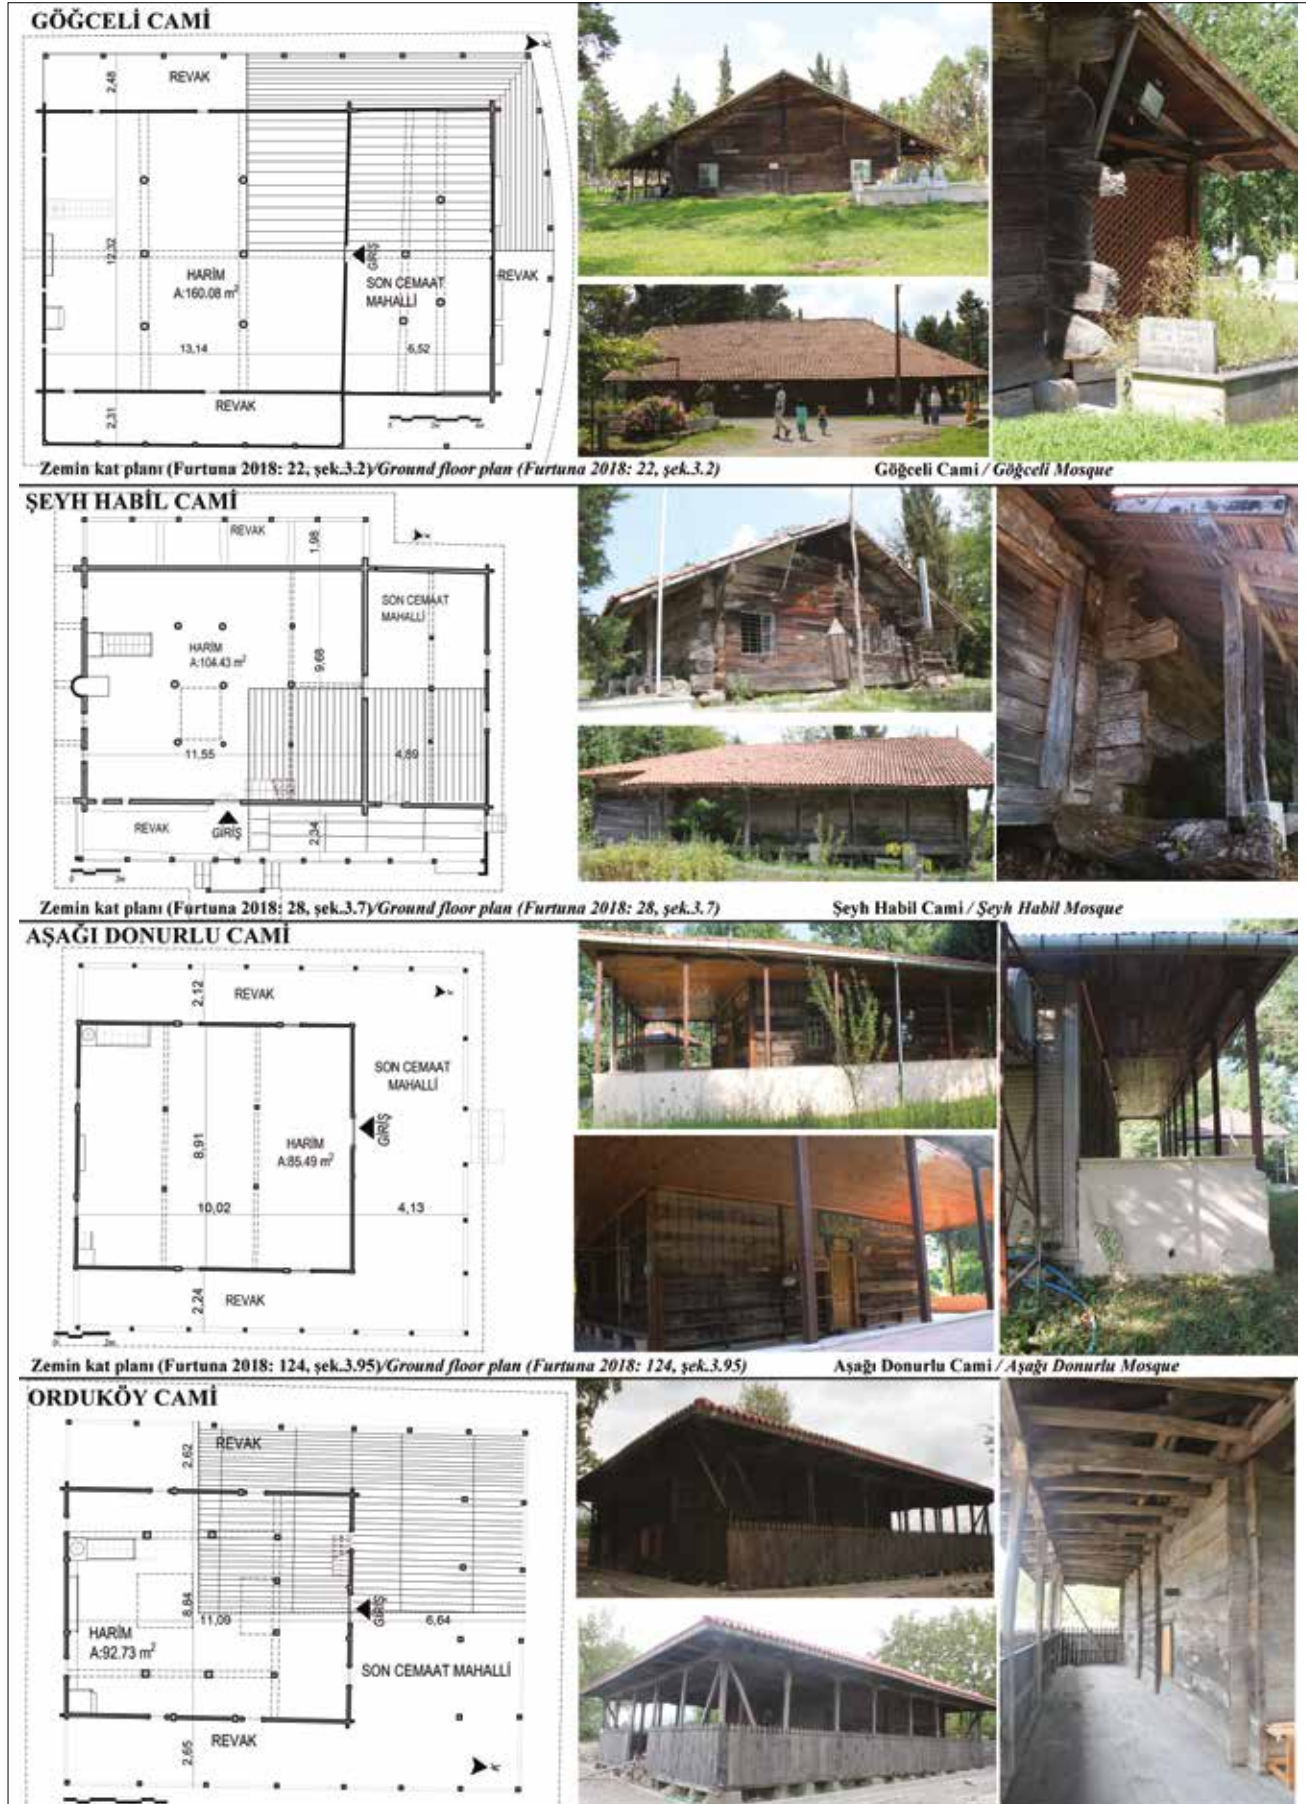 GÖĞCELİ CAMİ
REVAK
2,48
12,32
HARİM
A:160.08 m²
GİRİŞ
SON CEMAAT
MAHALLİ
REVAK
13,14
6,52
REVAK
2,31
Zemin kat planı (Furtuna 2018: 22, şek.3.2)/Ground floor plan (Furtuna 2018: 22, şek.3.2)
Göğceli Cami / Göğceli Mosque
ŞEYH HABİL CAMİ
REVAK
1,98
SON CEMAAT
MAHALLİ
HARİM
A:104.43 m²
9,68
11,55
4,89
REVAK
GİRİŞ
2,34
0
Zemin kat planı (Furtuna 2018: 28, şek.3.7)/Ground floor plan (Furtuna 2018: 28, şek.3.7)
Şeyh Habil Cami / Şeyh Habil Mosque
AŞAĞI DONURLU CAMİ
2,12
REVAK
SON CEMAAT
MAHALLİ
GİRİŞ
8,91
HARİM
A:85.49 m²
10,02
4,13
2,24
REVAK
Zemin kat planı (Furtuna 2018: 124, şek.3.95)/Ground floor plan (Furtuna 2018: 124, şek.3.95)
Aşağı Donurlu Cami / Aşağı Donurlu Mosque
ORDUKÖY CAMİ
REVAK
2,62
8,64
11,09
GİRİŞ
6,64
HARİM
A:92.73 m²
SON CEMAAT MAHALLİ
REVAK
2,65
K